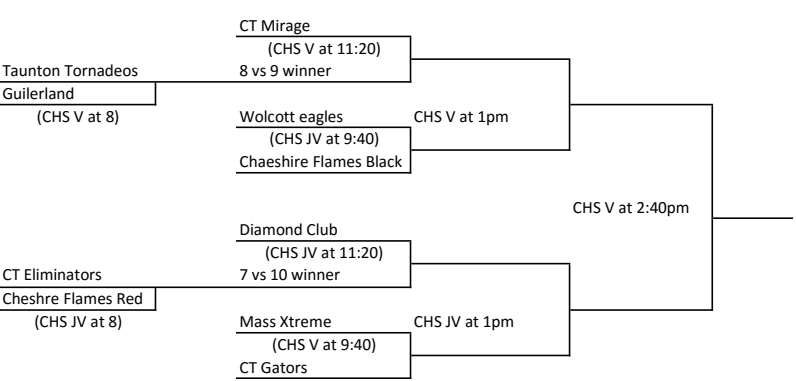 CT Mirage
(CHS V at 11:20)
Taunton Tornadeos
8 vs 9 winner
Guilerland
(CHS V at 8)
Wolcott eagles
CHS V at 1pm
(CHS JV at 9:40)
Chaeshire Flames Black
CHS V at 2:40pm
Diamond Club
(CHS JV at 11:20)
CT Eliminators
7 vs 10 winner
Cheshre Flames Red
(CHS JV at 8)
Mass Xtreme
CHS JV at 1pm
(CHS V at 9:40)
CT Gators